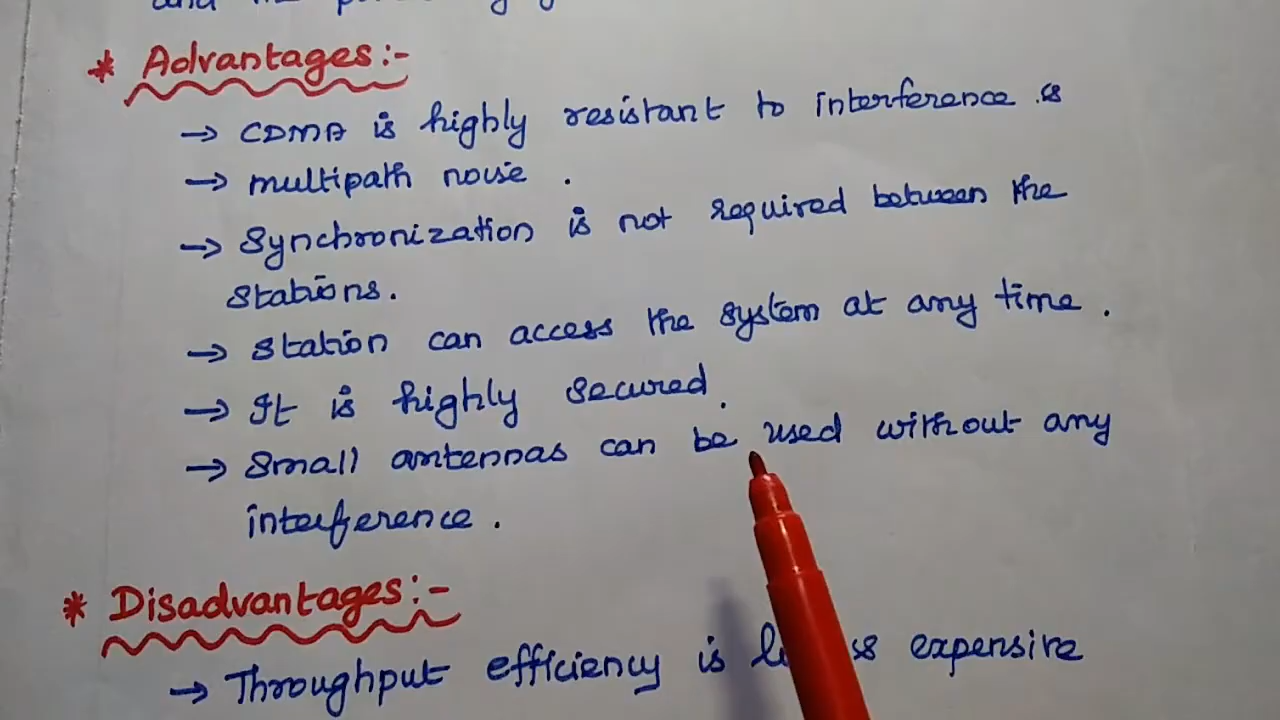 * Advantages:-
→ CDMA is highly resistant to interference &
→ multipath noise.
→ Synchronization is not required between the
stations.
→ Station can access the system at any time.
→ It is highly secured.
→ Small antennas can be used without any
interference.
* Disadvantages:-
→ Throughput efficiency is & expensive